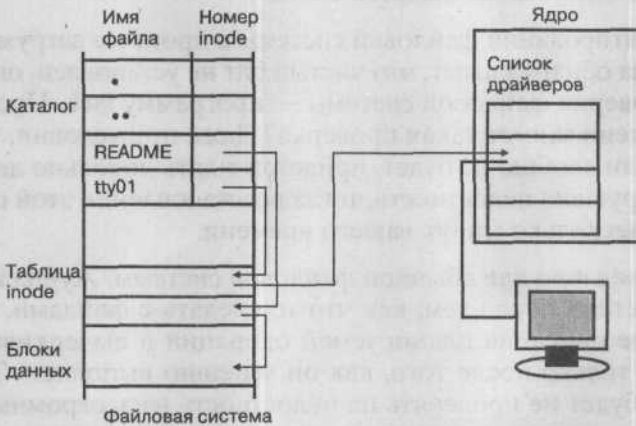 Имя
файла
Номер
inode
.
..
Каталог
README
tty01
Таблица
inode
Блоки
данных
Файловая система
Ядро
Список
драйверов